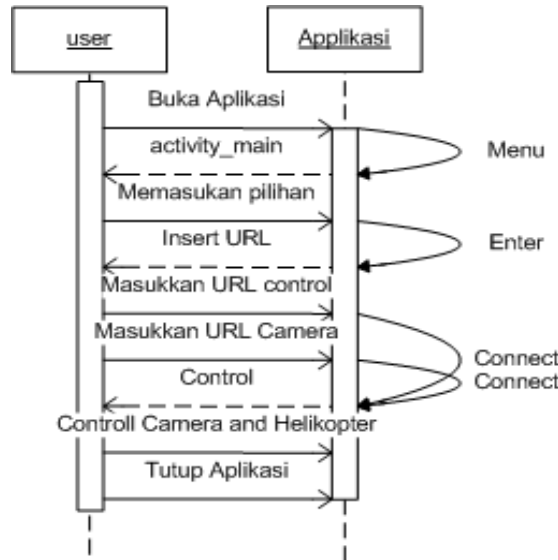 user
Applikasi
Buka Aplikasi
activity_main
Menu
Memasukan pilihan
Insert URL
Enter
Masukkan URL control
Masukkan URL Camera
Connect
Control
Connect
Controll Camera and Helikopter
Tutup Aplikasi